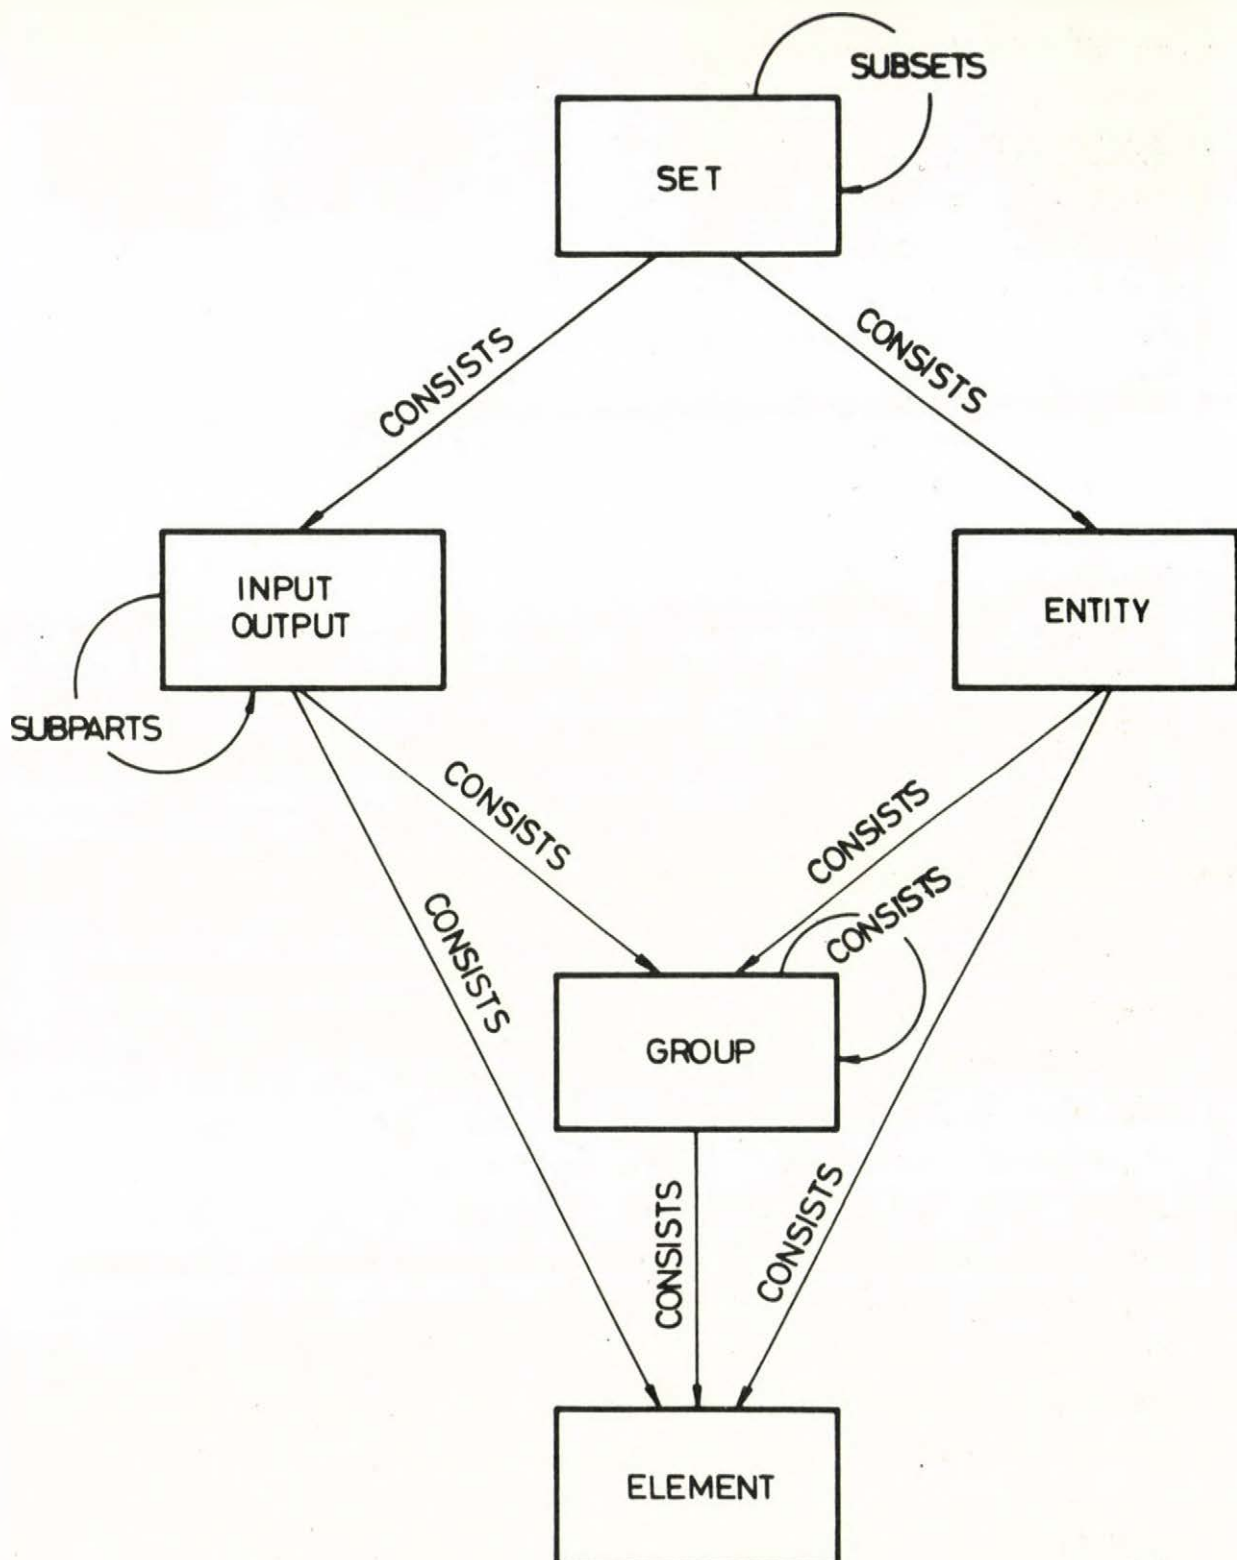 SUBSETS
SET
CONSISTS
CONSISTS
INPUT
OUTPUT
ENTITY
SUBPARTS
CONSISTS
CONSISTS
CONSISTS
CONSISTS
GROUP
CONSISTS
CONSISTS
ELEMENT